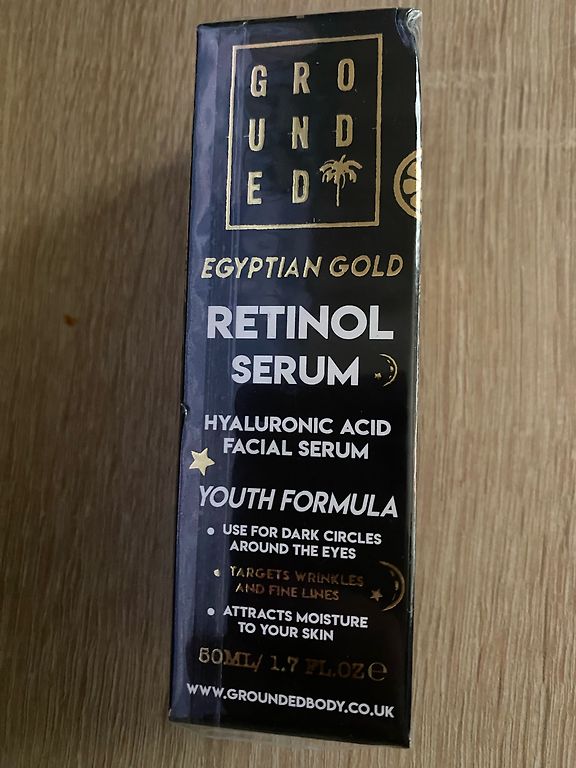 GRO
UND
ED
EGYPTIAN GOLD
RETINOL
SERUM
HYALURONIC ACID
FACIAL SERUM
YOUTH FORMULA
• USE FOR DARK CIRCLES
AROUND THE EYES
• TARGETS WRINKLES
AND FINE LINES
• ATTRACTS MOISTURE
TO YOUR SKIN
50ML/ 1.7 FL.OZ℮
WWW.GROUNDEDBODY.CO.UK